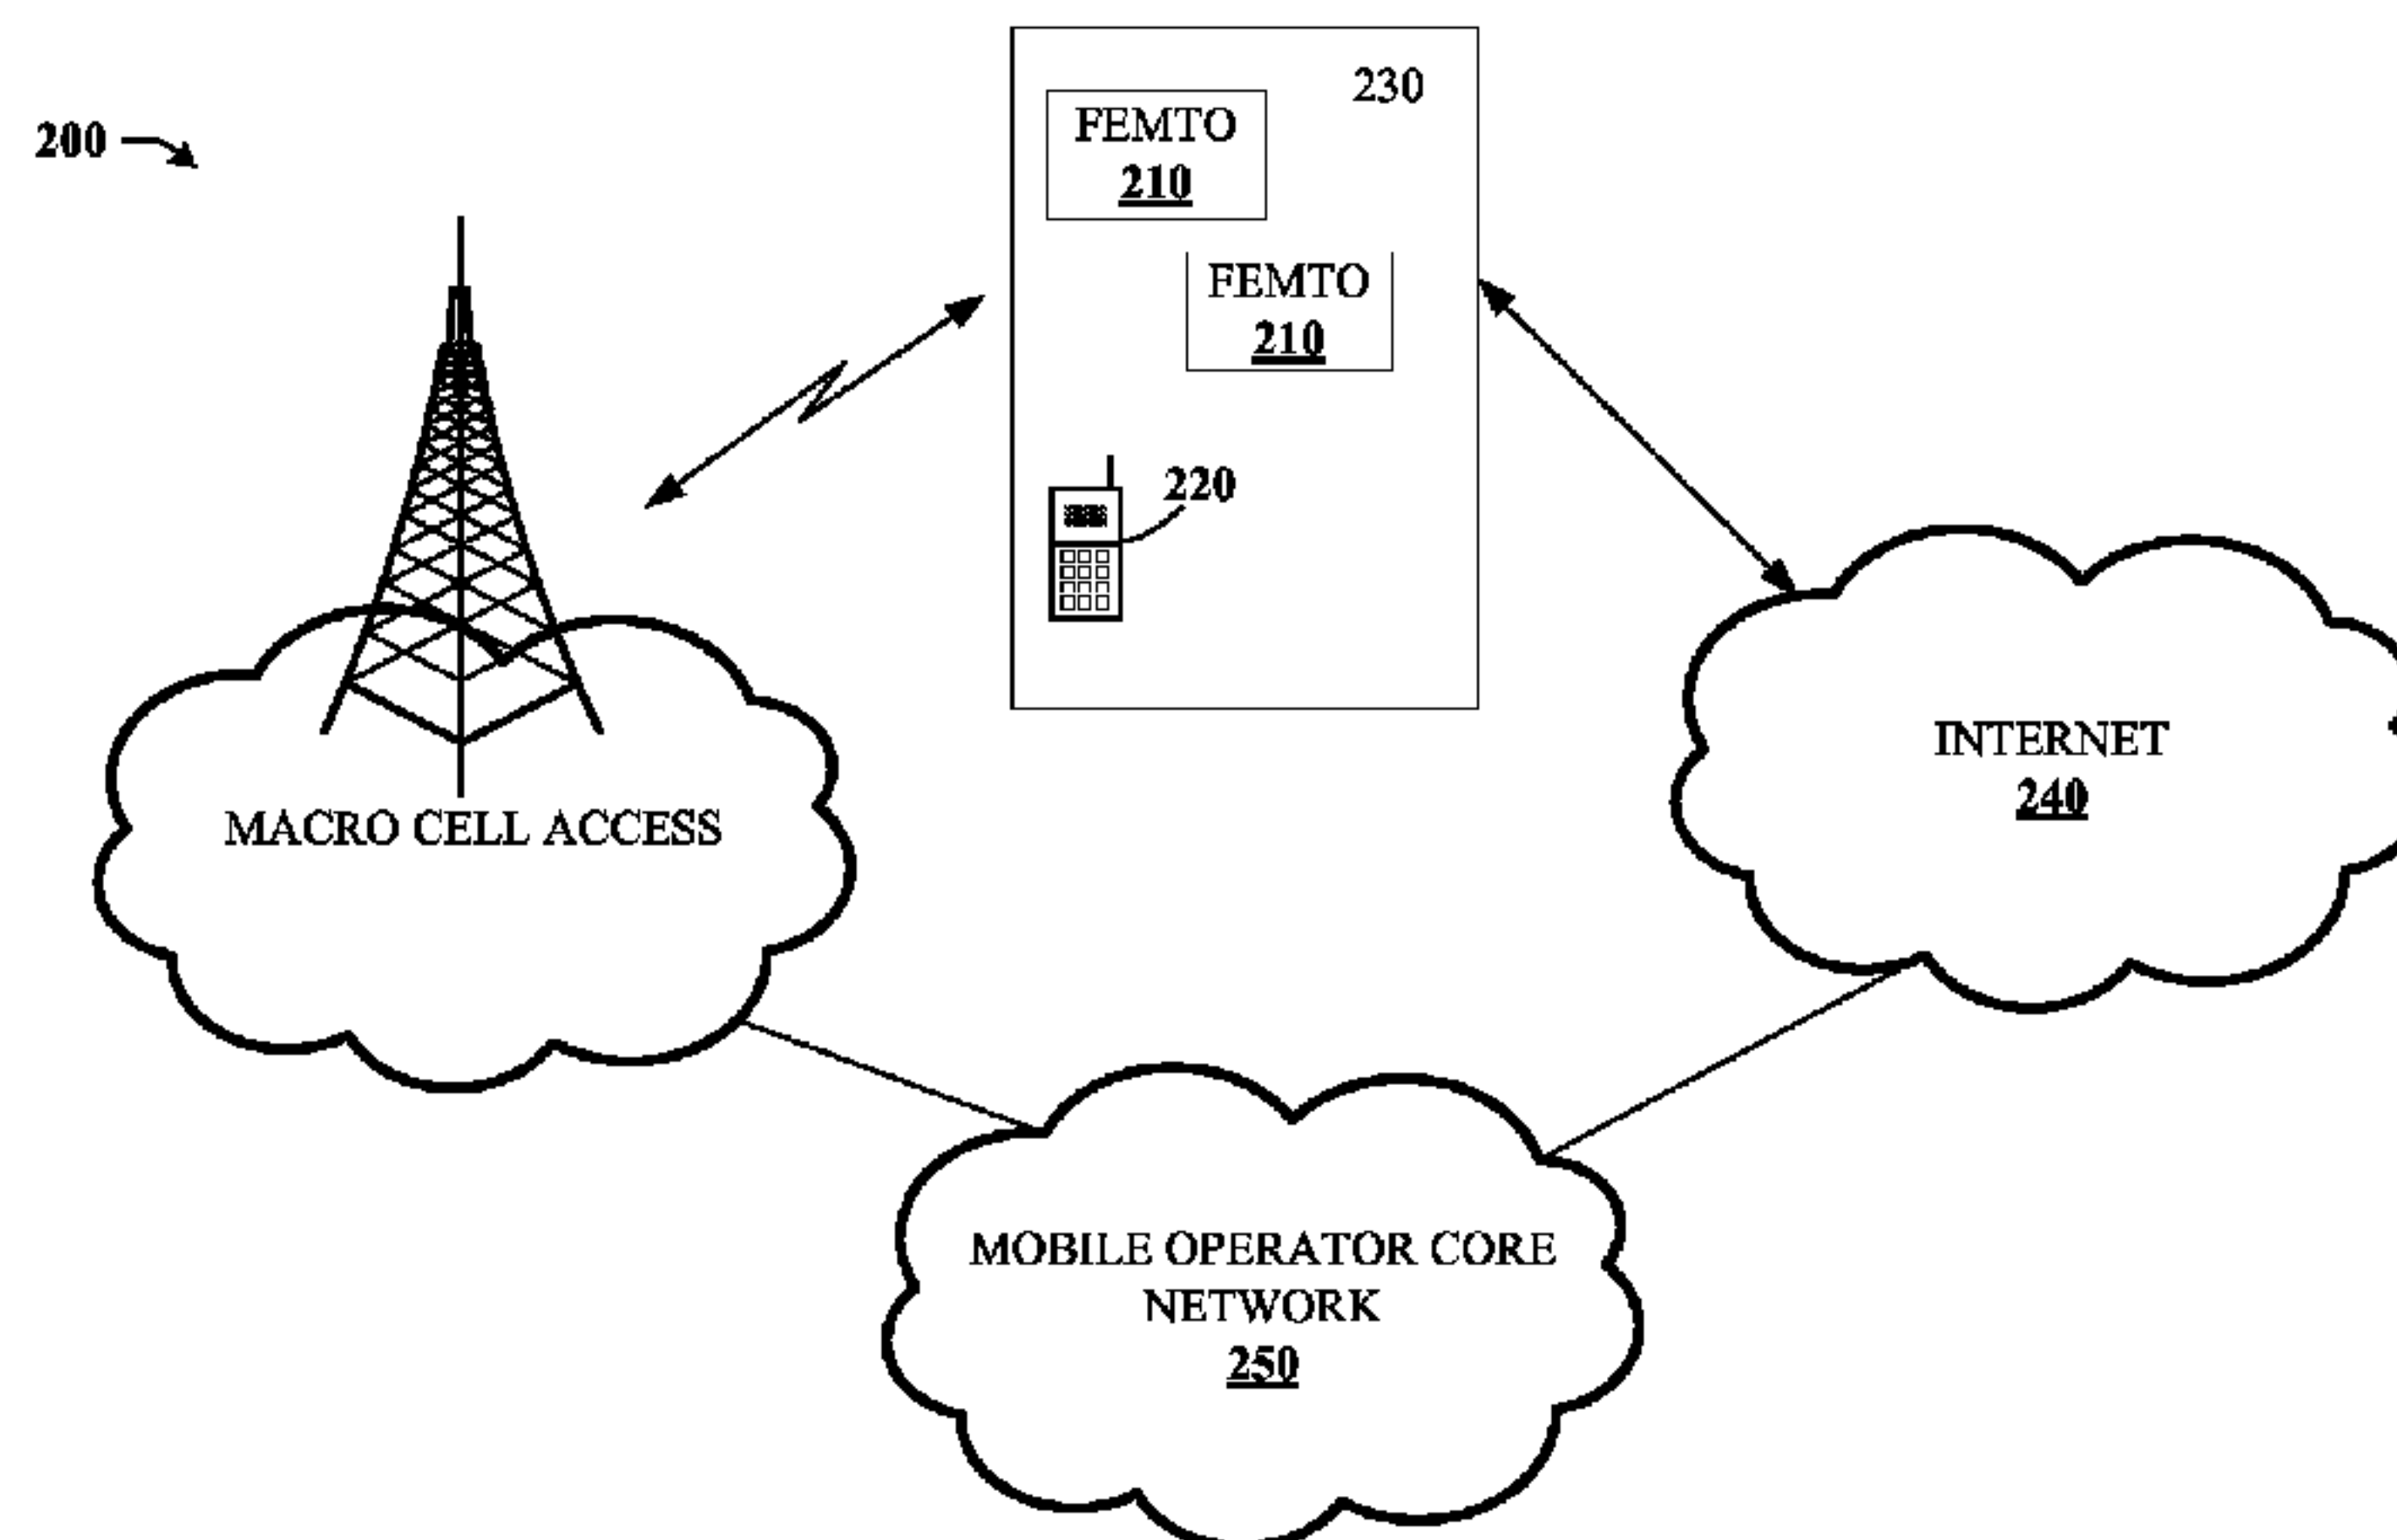 200
230
FEMTO
210
FEMTO
210
220
MACRO CELL ACCESS
INTERNET
240
MOBILE OPERATOR CORE
NETWORK
250